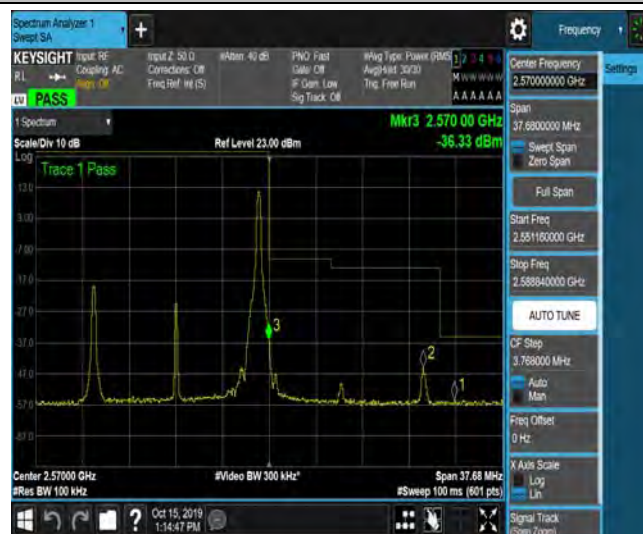 Spectrum Analyzer 1
Swept SA
+
Frequency
KEYSIGHT
Input: RF
Coupling: AC
Align: Off
Input Z: 50 Ω
Corrections: Off
Freq Ref: Int (S)
#Atten: 40 dB
PNO: Fast
Gate: Off
IF Gain: Low
Sig Track: Off
#Avg Type: Power (RMS)
Avg|Hold: 30/30
Trig: Free Run
1 2 3 4 5 6
M W W W W W
A A A A A A
RL
LV PASS
1 Spectrum
Scale/Div 10 dB
Ref Level 23.00 dBm
Mkr3 2.570 00 GHz
-36.33 dBm
Log
Trace 1 Pass
13.0
3.00
-7.00
-17.0
-27.0
-37.0
-47.0
-57.0
-67.0
3
2
1
Center 2.57000 GHz
#Video BW 300 kHz*
Span 37.68 MHz
#Res BW 100 kHz
#Sweep 100 ms (601 pts)
Oct 15, 2019
1:14:47 PM
?
Center Frequency
2.570000000 GHz
Settings
Span
37.6800000 MHz
Swept Span
Zero Span
Full Span
Start Freq
2.551160000 GHz
Stop Freq
2.588840000 GHz
AUTO TUNE
CF Step
3.768000 MHz
Auto
Man
Freq Offset
0 Hz
X Axis Scale
Log
Lin
Signal Track
(Span Zoom)